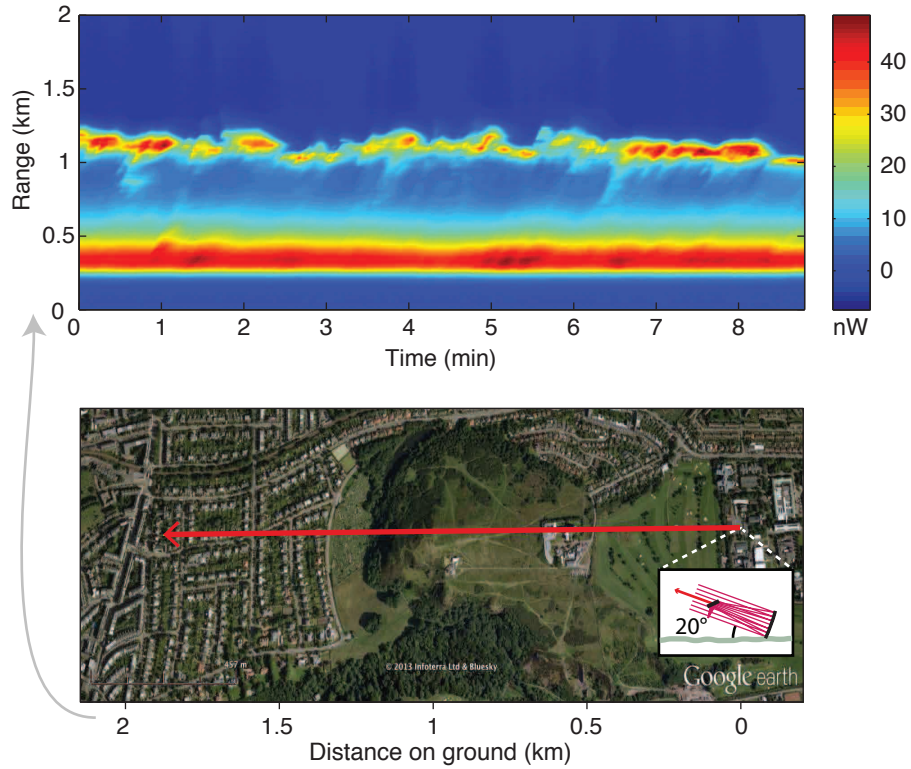 2
1.5
1
0.5
0
Range (km)
0 1 2 3 4 5 6 7 8
Time (min)
40
30
20
10
0
nW
20°
457 m
© 2013 Infoterra Ltd & Bluesky
Google earth
2 1.5 1 0.5 0
Distance on ground (km)